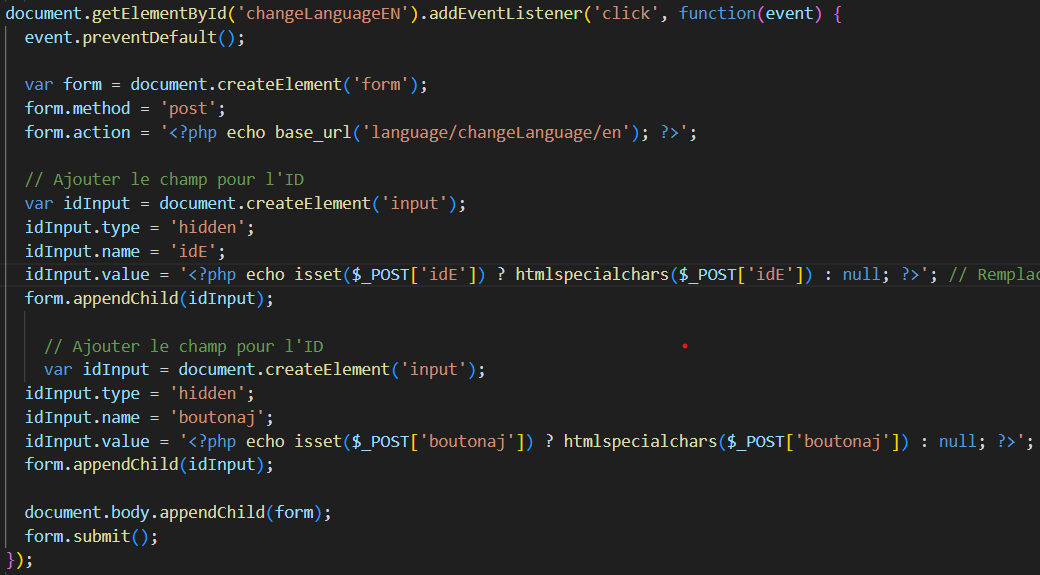 document.getElementById('changeLanguageEN').addEventListener('click', function(event) {
event.preventDefault();
var form = document.createElement('form');
form.method = 'post';
form.action = '<?php echo base_url('language/changeLanguage/en'); ?>';
// Ajouter le champ pour l'ID
var idInput = document.createElement('input');
idInput.type = 'hidden';
idInput.name = 'idE';
idInput.value = '<?php echo isset($_POST['idE']) ? htmlspecialchars($_POST['idE']) : null; ?>'; //
form.appendChild(idInput);
// Ajouter le champ pour l'ID
var idInput = document.createElement('input');
idInput.type = 'hidden';
idInput.name = 'boutonaj';
idInput.value = '<?php echo isset($_POST['boutonaj']) ? htmlspecialchars($_POST['boutonaj']) : null; ?>';
form.appendChild(idInput);
document.body.appendChild(form);
form.submit();
});